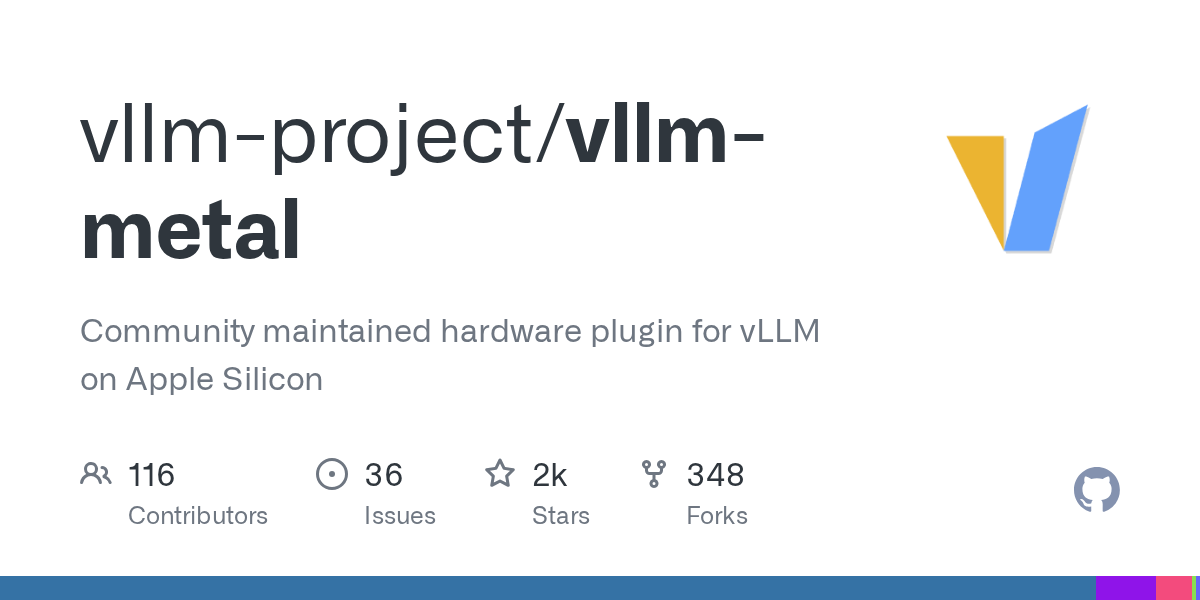 vllm-project/vllm-
metal
Community maintained hardware plugin for vLLM
on Apple Silicon
116 36 2k 348
Contributors Issues Stars Forks